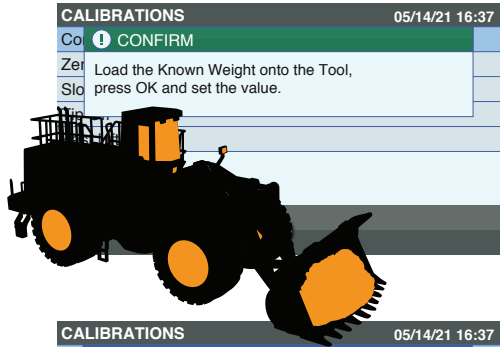 CALIBRATIONS 05/14/21 16:37
CONFIRM
Load the Known Weight onto the Tool,
press OK and set the value.
CALIBRATIONS 05/14/21 16:37